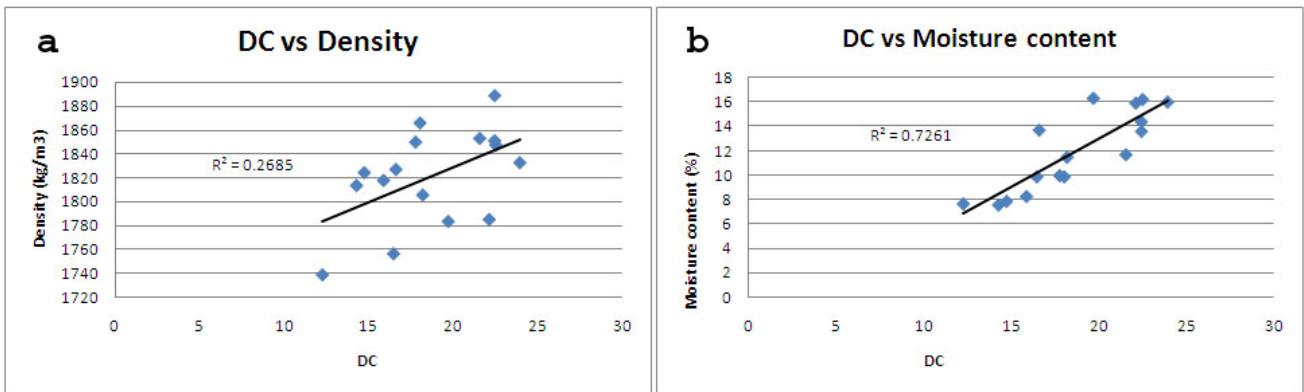 a
DC vs Density
1900
1880
1860
1840
1820
1800
1780
1760
1740
1720
Density (kg/m3)
R² = 0.2685
0 5 10 15 20 25 30
DC
b
DC vs Moisture content
18
16
14
12
10
8
6
4
2
0
Moisture content (%)
R² = 0.7261
0 5 10 15 20 25 30
DC